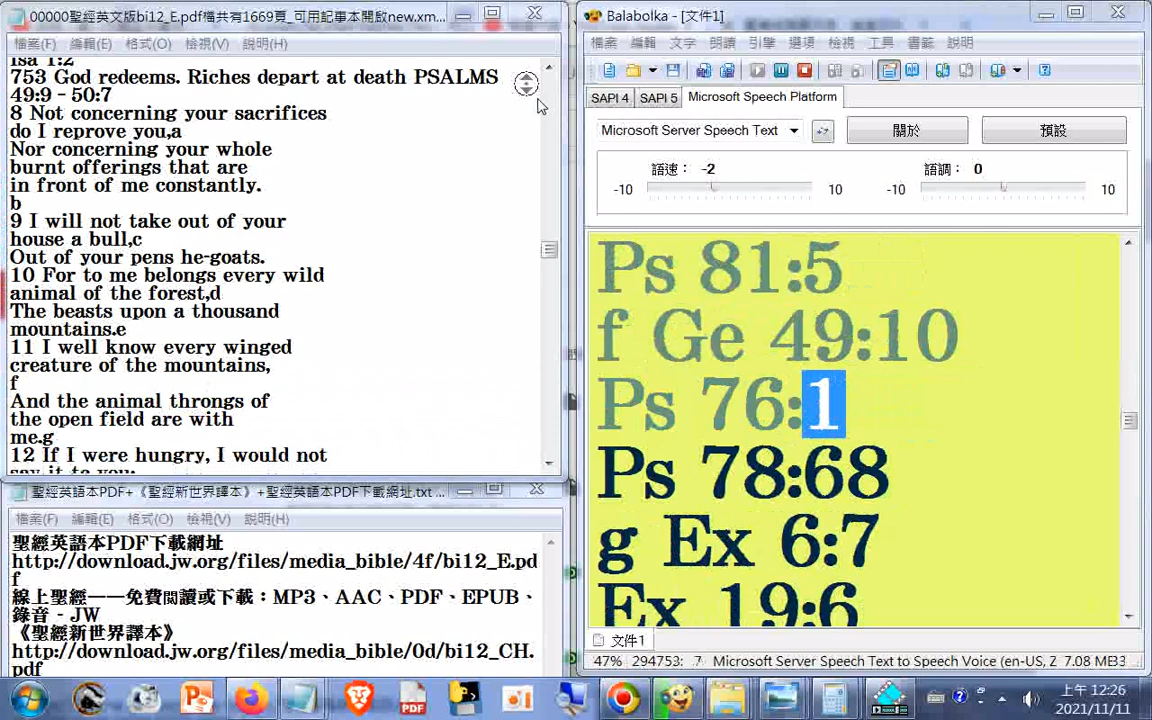 00000聖經英文版bi12_E.pdf檔共有1669頁_可用記事本開啟new.xm...
檔案(F) 編輯(E) 格式(O) 檢視(V) 說明(H)
Isa 1:2
753 God redeems. Riches depart at death PSALMS
49:9 – 50:7
8 Not concerning your sacrifices
do I reprove you,a
Nor concerning your whole
burnt offerings that are
in front of me constantly.
b
9 I will not take out of your
house a bull,c
Out of your pens he-goats.
10 For to me belongs every wild
animal of the forest,d
The beasts upon a thousand
mountains.e
11 I well know every winged
creature of the mountains,
f
And the animal throngs of
the open field are with
me.g
12 If I were hungry, I would not
say it to you;
聖經英語本PDF+《聖經新世界譯本》+聖經英語本PDF下載網址.txt ...
檔案(F) 編輯(E) 格式(O) 檢視(V) 說明(H)
聖經英語本PDF下載網址
http://download.jw.org/files/media_bible/4f/bi12_E.pd
f
線上聖經——免費閱讀或下載：MP3、AAC、PDF、EPUB、
錄音 - JW
《聖經新世界譯本》
http://download.jw.org/files/media_bible/0d/bi12_CH.
pdf
Balabolka - [文件1]
檔案 編輯 文字 朗讀 引擎 選項 檢視 工具 書籤 說明
SAPI 4 SAPI 5 Microsoft Speech Platform
Microsoft Server Speech Text 關於 預設
語速： -2 語調： 0
-10 10 -10 10
Ps 81:5
f Ge 49:10
Ps 76:1
Ps 78:68
g Ex 6:7
Ex 19:6
文件1
47% 294753: 7 Microsoft Server Speech Text to Speech Voice (en-US, Z 7.08 MB
PDF
上午 12:26
2021/11/11